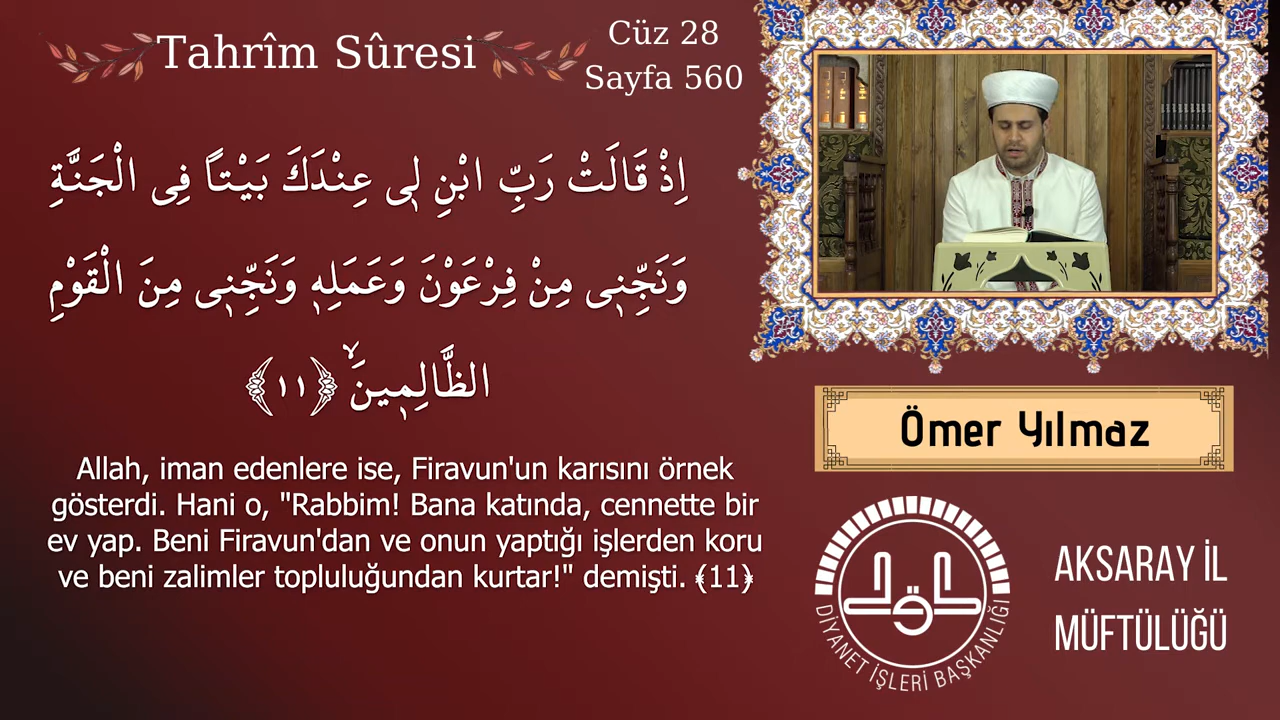 Tahrîm Sûresi
Cüz 28
Sayfa 560
اِذْ قَالَتْ رَبِّ ابْنِ ل۪ي عِنْدَكَ بَيْتاً فِي الْجَنَّةِ
وَنَجِّن۪ي مِنْ فِرْعَوْنَ وَعَمَلِه۪ وَنَجِّن۪ي مِنَ الْقَوْمِ
الظَّالِم۪ينَۙ ﴿١١﴾
Allah, iman edenlere ise, Firavun'un karısını örnek
gösterdi. Hani o, "Rabbim! Bana katında, cennette bir
ev yap. Beni Firavun'dan ve onun yaptığı işlerden koru
ve beni zalimler topluluğundan kurtar!" demişti. ﴾11﴿
Ömer Yılmaz
DİYANET İŞLERİ BAŞKANLIĞI
AKSARAY İL
MÜFTÜLÜĞÜ